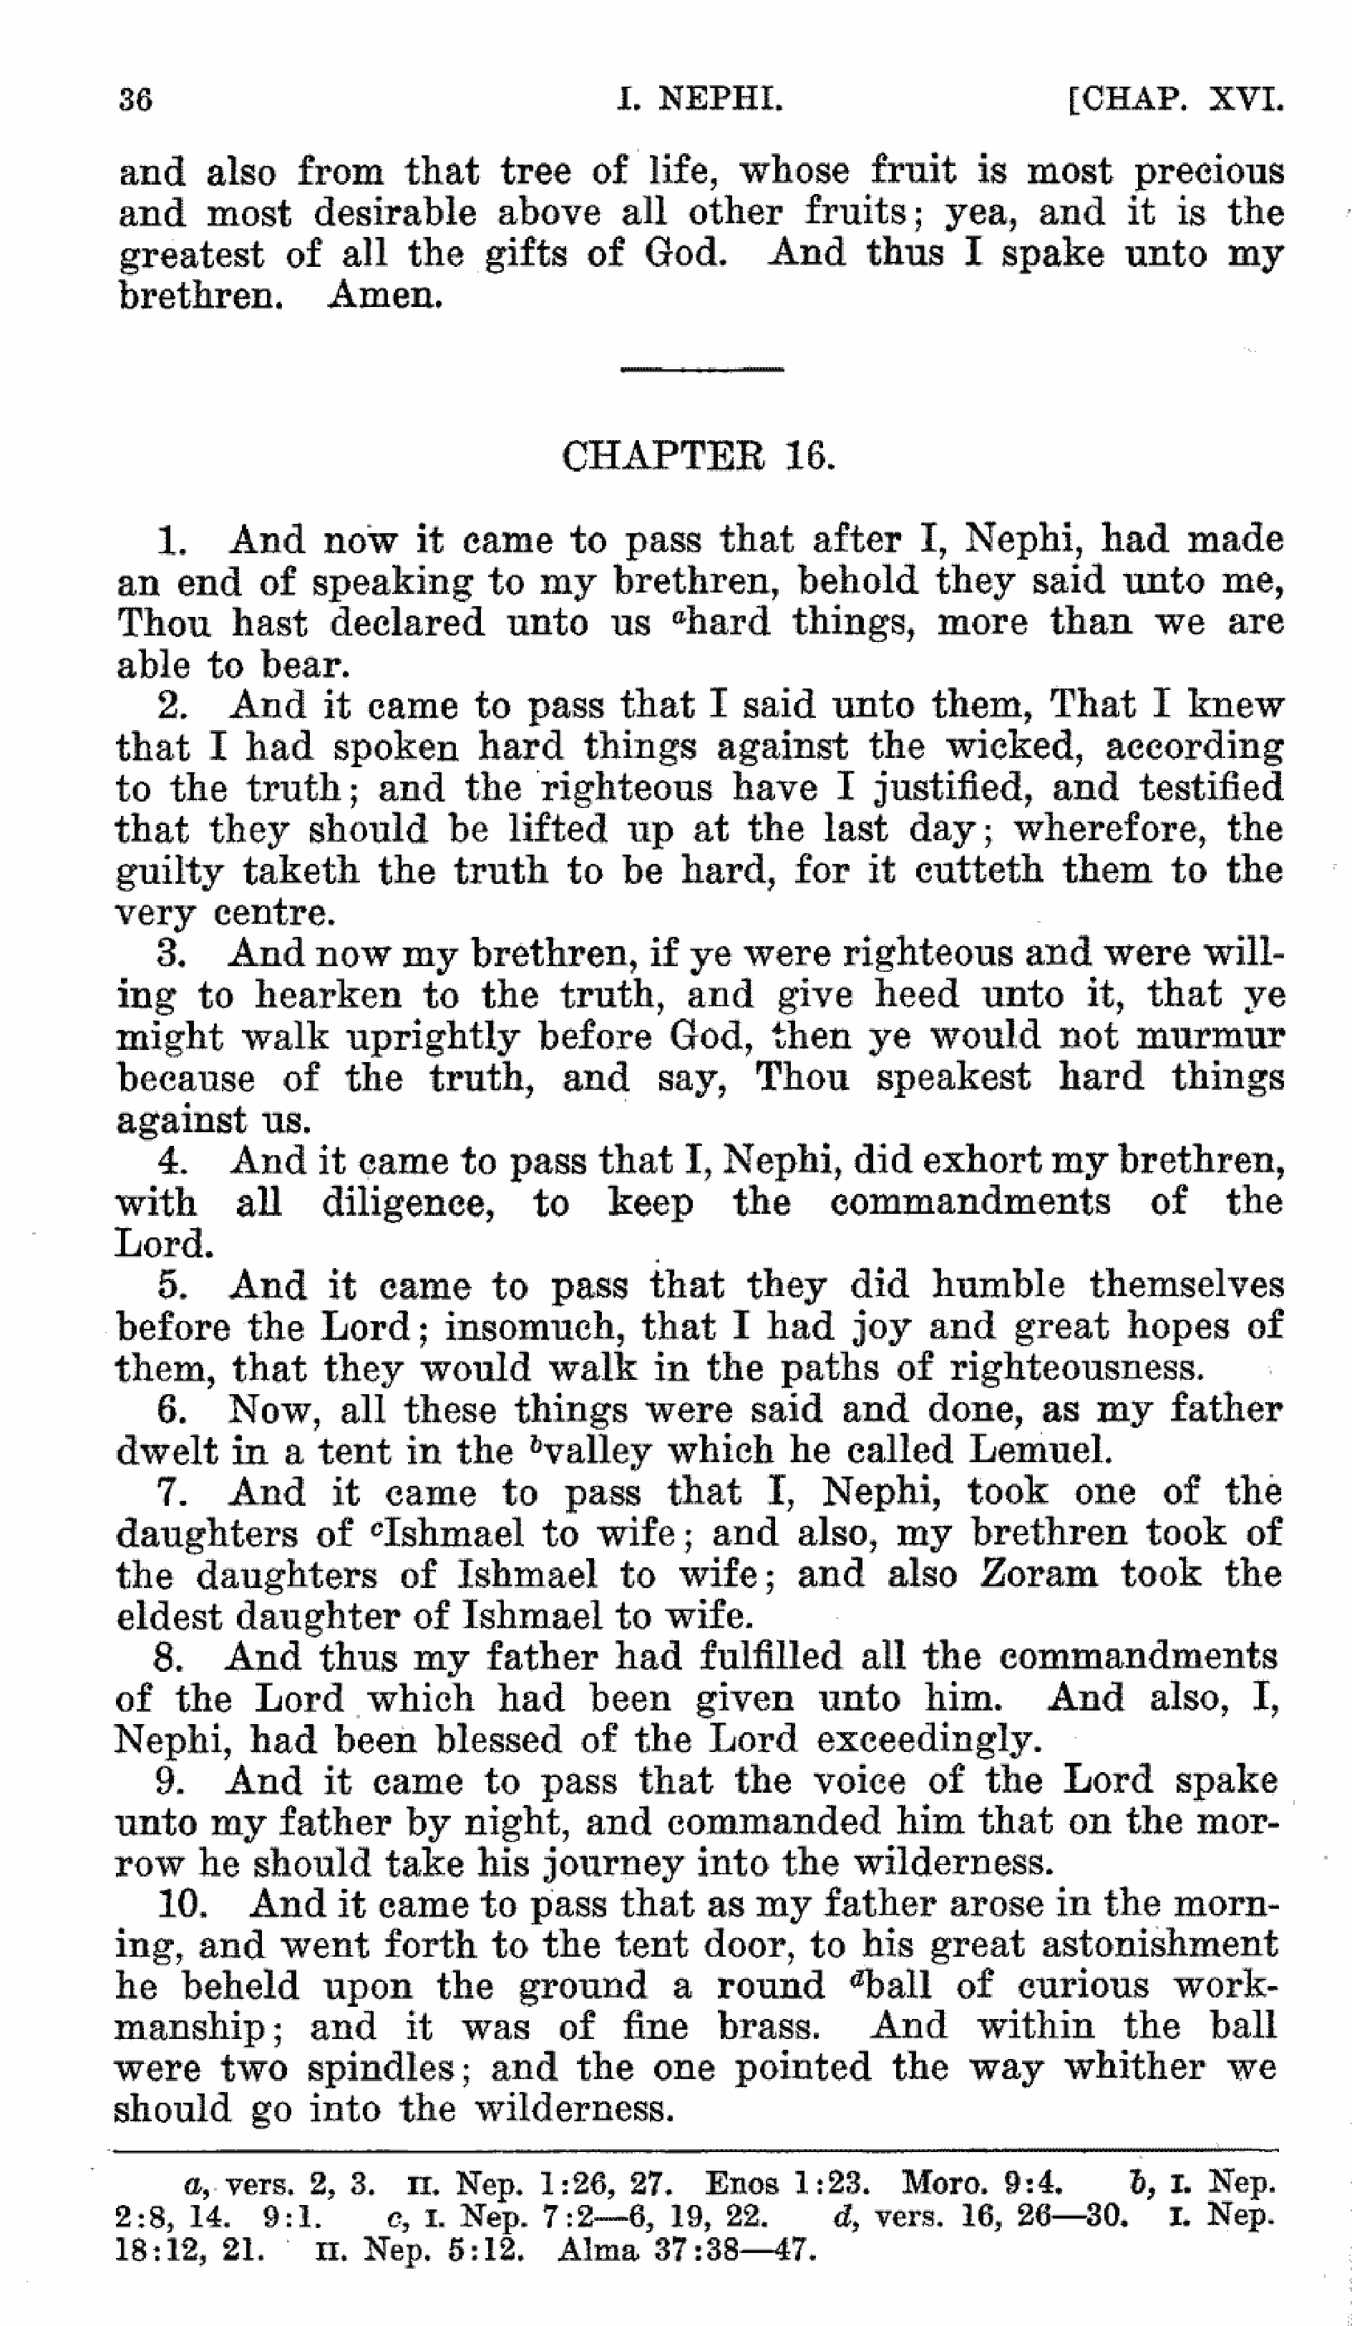 36 I. NEPHI. [CHAP. XVI.
and also from that tree of life, whose fruit is most precious
and most desirable above all other fruits; yea, and it is the
greatest of all the gifts of God. And thus I spake unto my
brethren. Amen.
CHAPTER 16.
1. And now it came to pass that after I, Nephi, had made
an end of speaking to my brethren, behold they said unto me,
Thou hast declared unto us ᵃhard things, more than we are
able to bear.
2. And it came to pass that I said unto them, That I knew
that I had spoken hard things against the wicked, according
to the truth; and the righteous have I justified, and testified
that they should be lifted up at the last day; wherefore, the
guilty taketh the truth to be hard, for it cutteth them to the
very centre.
3. And now my brethren, if ye were righteous and were will-
ing to hearken to the truth, and give heed unto it, that ye
might walk uprightly before God, then ye would not murmur
because of the truth, and say, Thou speakest hard things
against us.
4. And it came to pass that I, Nephi, did exhort my brethren,
with all diligence, to keep the commandments of the
Lord.
5. And it came to pass that they did humble themselves
before the Lord; insomuch, that I had joy and great hopes of
them, that they would walk in the paths of righteousness.
6. Now, all these things were said and done, as my father
dwelt in a tent in the ᵇvalley which he called Lemuel.
7. And it came to pass that I, Nephi, took one of the
daughters of ᶜIshmael to wife; and also, my brethren took of
the daughters of Ishmael to wife; and also Zoram took the
eldest daughter of Ishmael to wife.
8. And thus my father had fulfilled all the commandments
of the Lord which had been given unto him. And also, I,
Nephi, had been blessed of the Lord exceedingly.
9. And it came to pass that the voice of the Lord spake
unto my father by night, and commanded him that on the mor-
row he should take his journey into the wilderness.
10. And it came to pass that as my father arose in the morn-
ing, and went forth to the tent door, to his great astonishment
he beheld upon the ground a round ᵈball of curious work-
manship; and it was of fine brass. And within the ball
were two spindles; and the one pointed the way whither we
should go into the wilderness.
a, vers. 2, 3. II. Nep. 1:26, 27. Enos 1:23. Moro. 9:4. b, I. Nep.
2:8, 14. 9:1. c, I. Nep. 7:2—6, 19, 22. d, vers. 16, 26—30. I. Nep.
18:12, 21. II. Nep. 5:12. Alma 37:38—47.